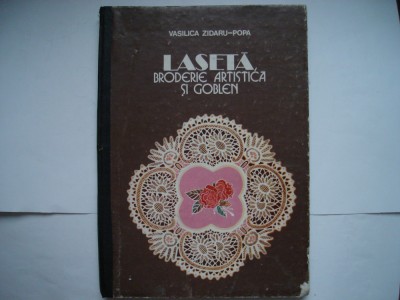 VASILICA ZIDARU-POPA
LASETĂ,
BRODERIE ARTISTICĂ
ȘI GOBLEN